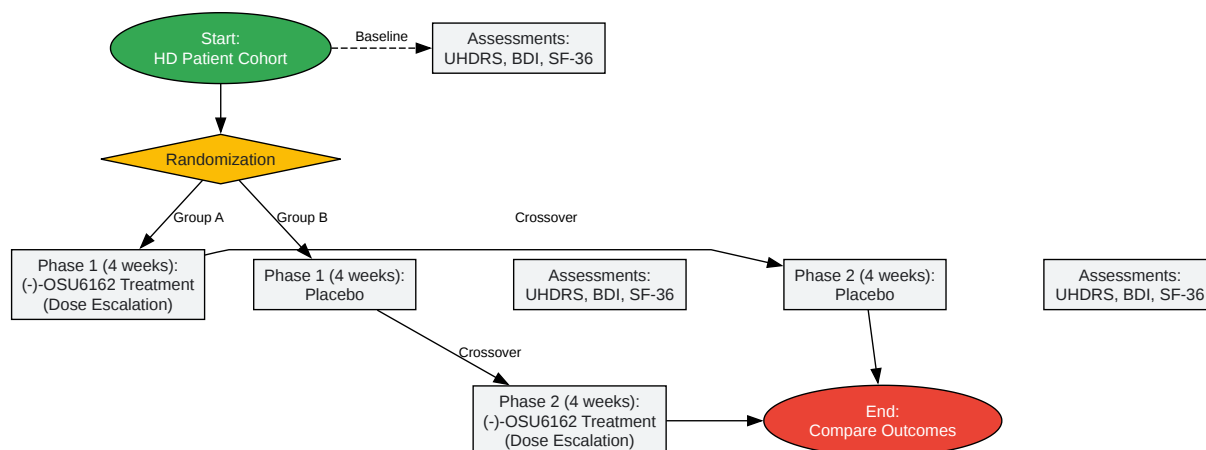 Start:
HD Patient Cohort
Baseline
Assessments:
UHDRS, BDI, SF-36
Randomization
Group A
Group B
Crossover
Phase 1 (4 weeks):
(-)-OSU6162 Treatment
(Dose Escalation)
Phase 1 (4 weeks):
Placebo
Assessments:
UHDRS, BDI, SF-36
Phase 2 (4 weeks):
Placebo
Assessments:
UHDRS, BDI, SF-36
Crossover
Phase 2 (4 weeks):
(-)-OSU6162 Treatment
(Dose Escalation)
End:
Compare Outcomes